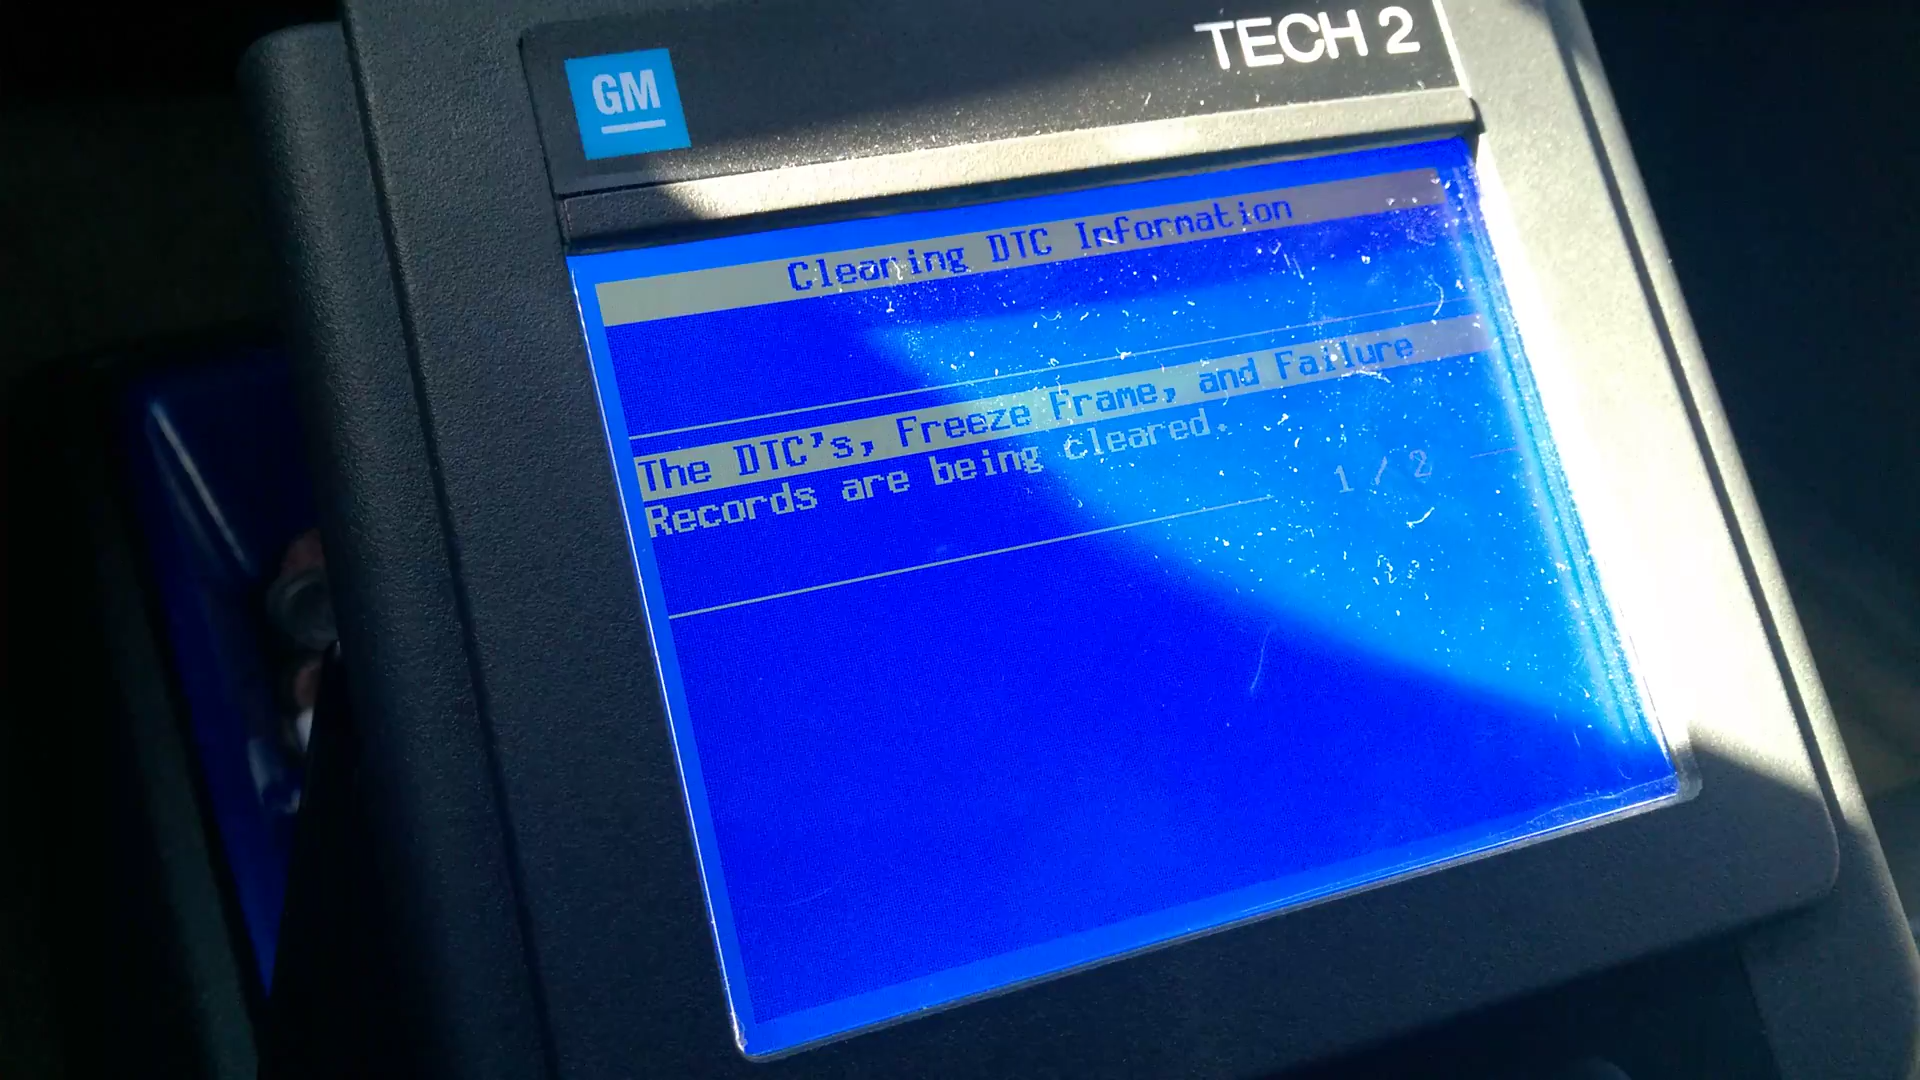 GM
TECH 2
Clearing DTC Information
The DTC's, Freeze Frame, and Failure
Records are being cleared.
1 / 2